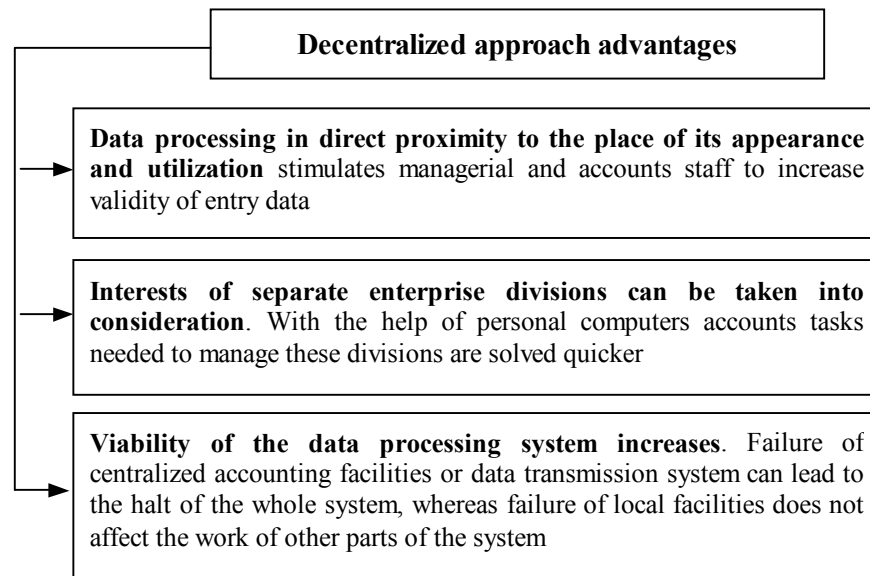 Decentralized approach advantages
Data processing in direct proximity to the place of its appearance
and utilization stimulates managerial and accounts staff to increase
validity of entry data
Interests of separate enterprise divisions can be taken into
consideration. With the help of personal computers accounts tasks
needed to manage these divisions are solved quicker
Viability of the data processing system increases. Failure of
centralized accounting facilities or data transmission system can lead to
the halt of the whole system, whereas failure of local facilities does not
affect the work of other parts of the system